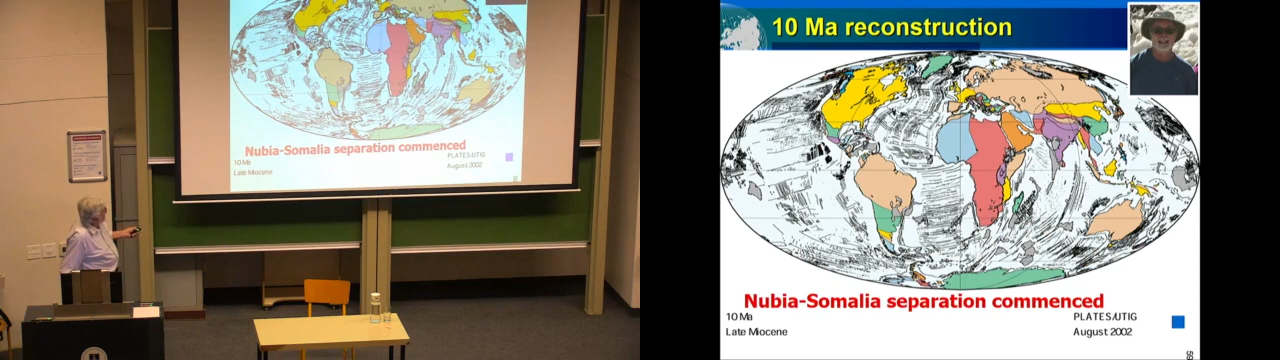 Nubia-Somalia separation commenced
10 Ma
Late Miocene
PLATES/UTIG
August 2002
10 Ma reconstruction
Nubia-Somalia separation commenced
10 Ma
Late Miocene
PLATES/UTIG
August 2002